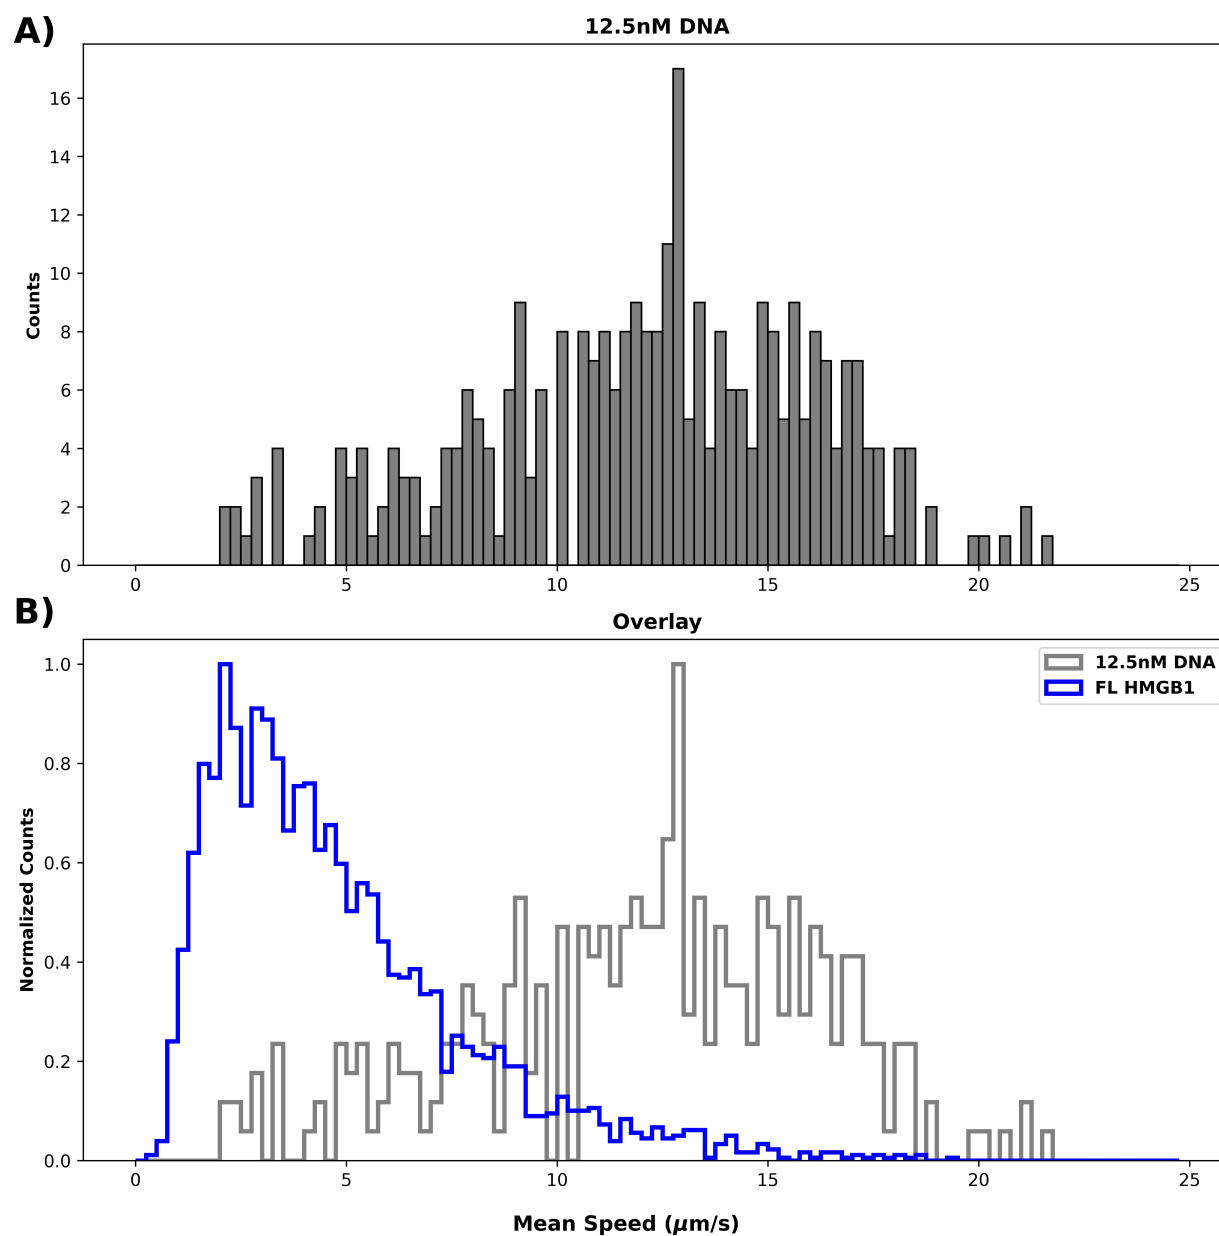 A)
12.5nM DNA
Counts
16
14
12
10
8
6
4
2
0
0 5 10 15 20 25
B)
Overlay
Normalized Counts
1.0
0.8
0.6
0.4
0.2
0.0
12.5nM DNA
FL HMGB1
0 5 10 15 20 25
Mean Speed (μm/s)